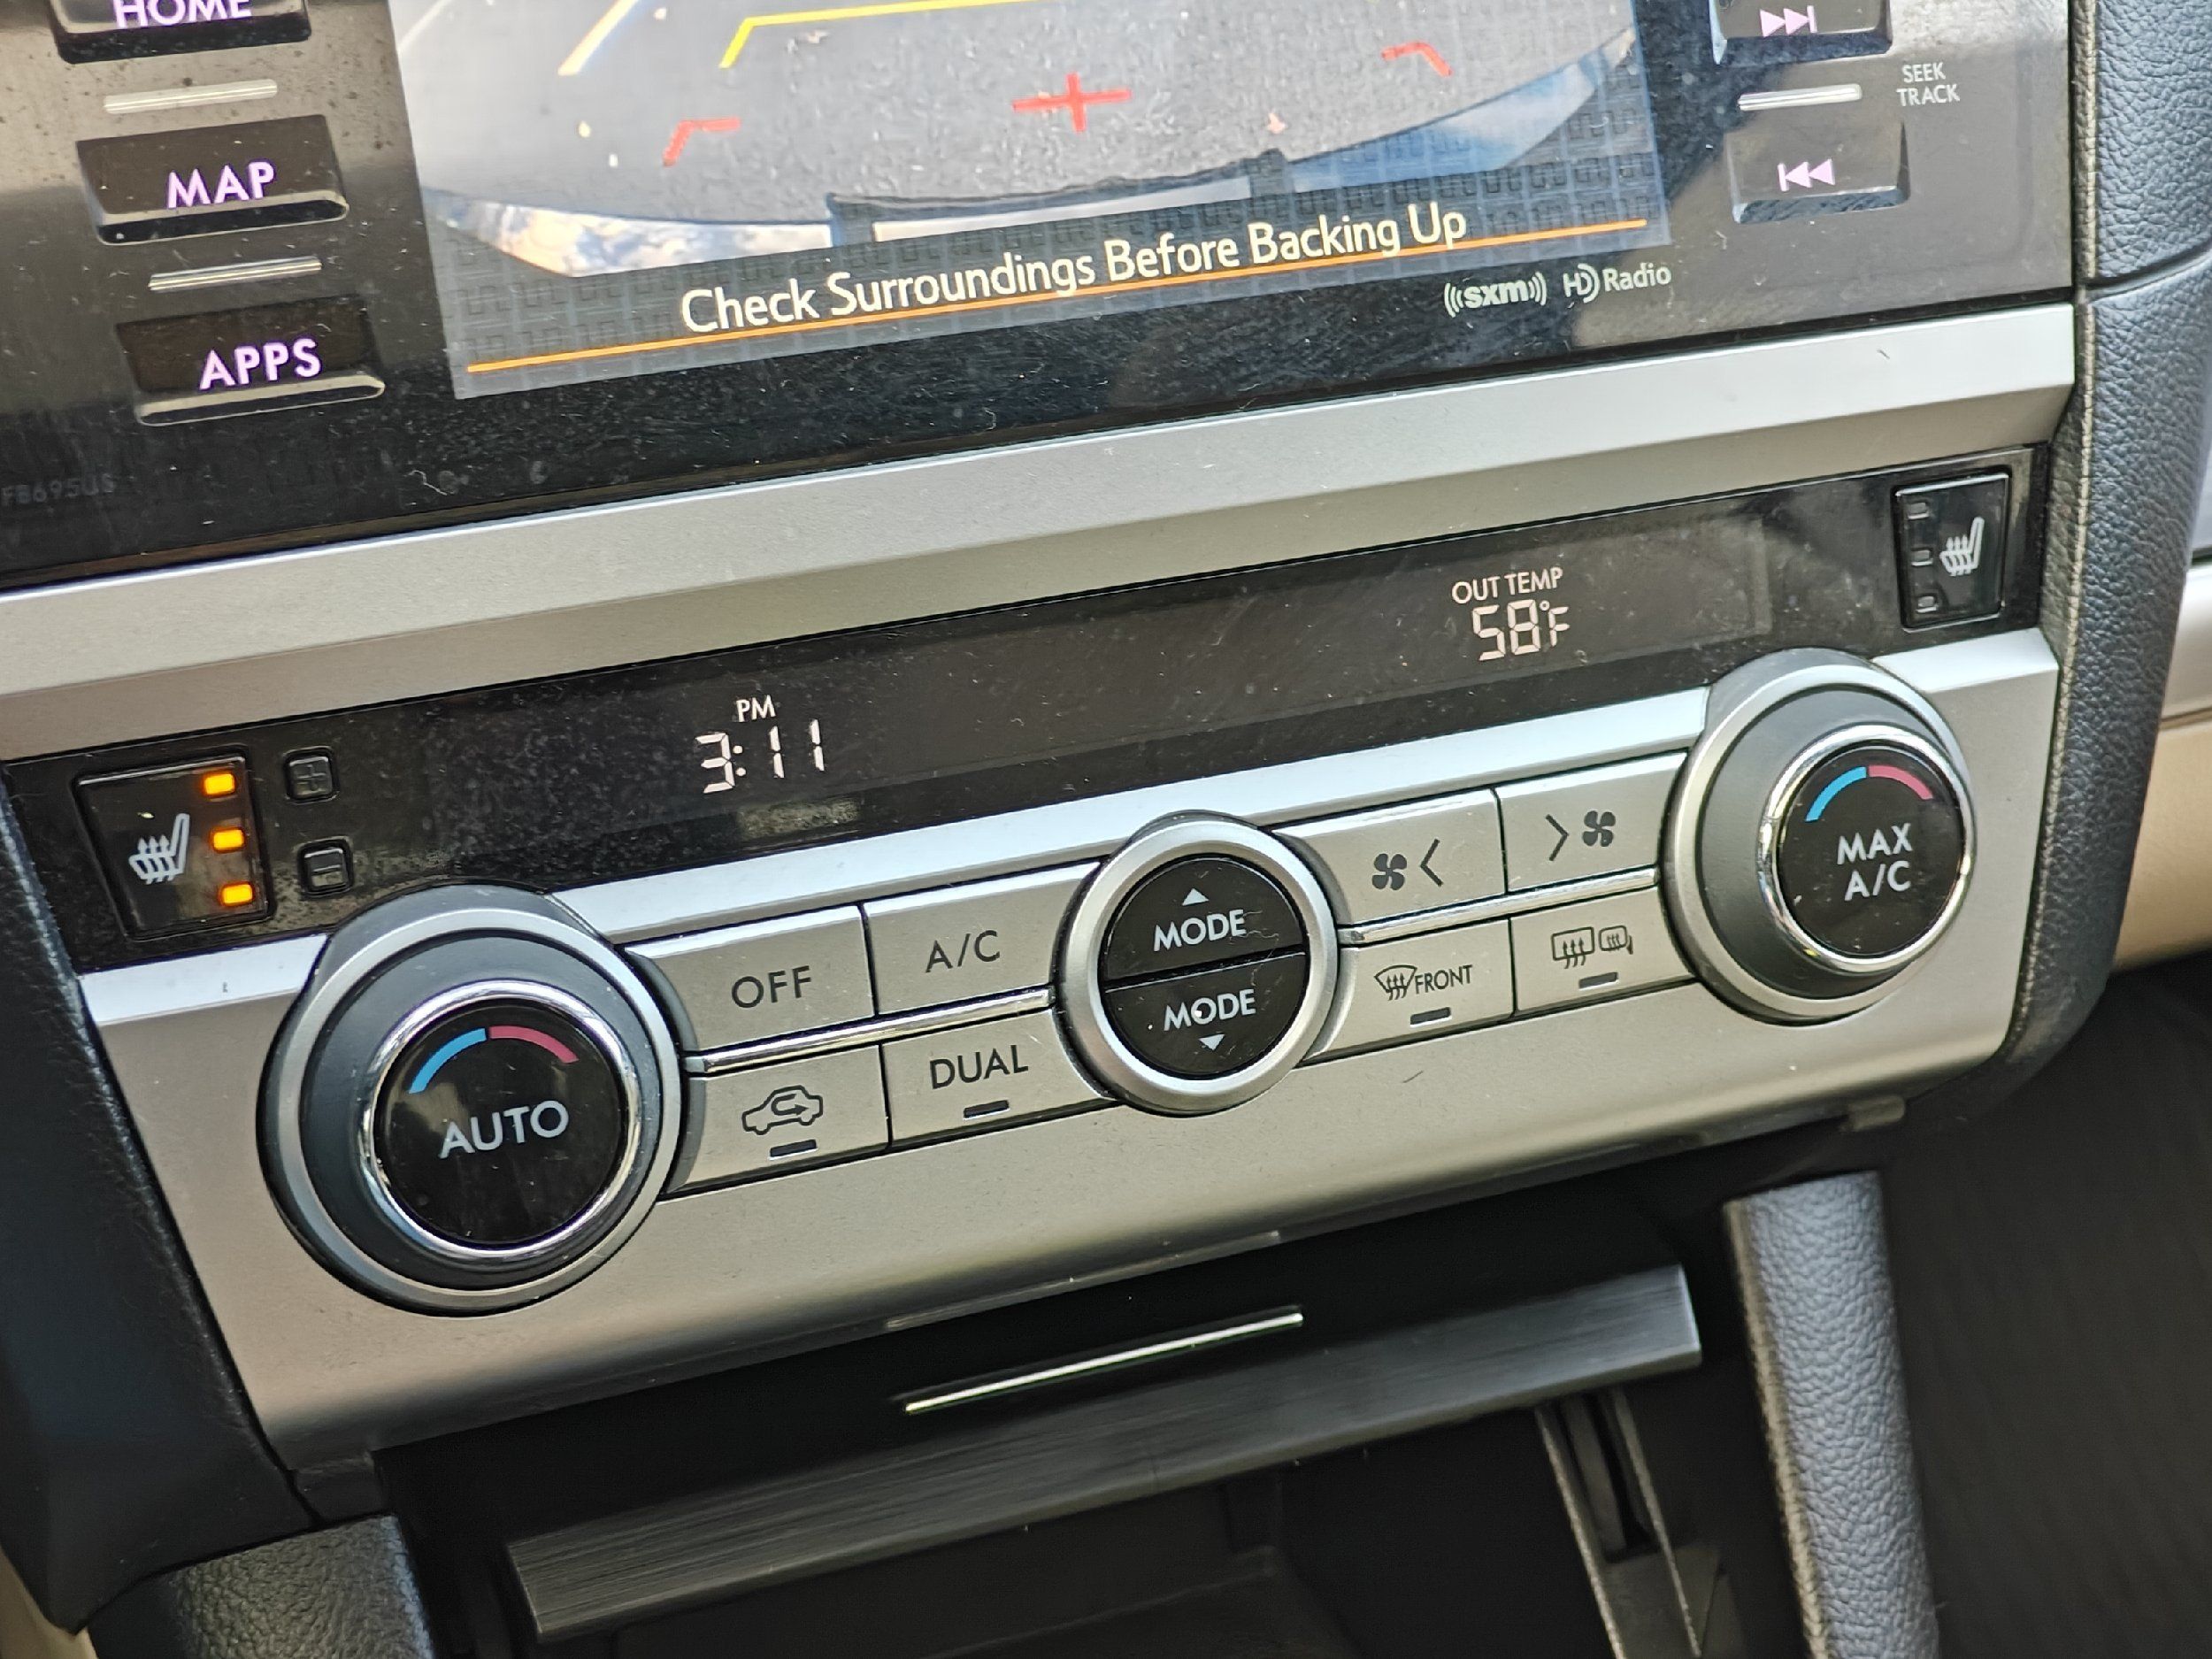 HOME
MAP
APPS
SEEK
TRACK
Check Surroundings Before Backing Up
((sxm)) HD Radio
FB695US
OUT TEMP
58°F
PM
3:11
OFF
A/C
MODE
MODE
FRONT
MAX
A/C
AUTO
DUAL